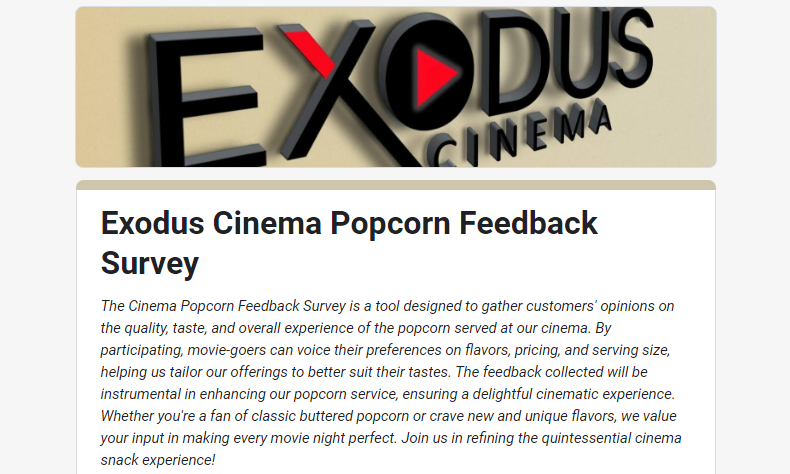 EXODUS
CINEMA
Exodus Cinema Popcorn Feedback
Survey
The Cinema Popcorn Feedback Survey is a tool designed to gather customers' opinions on
the quality, taste, and overall experience of the popcorn served at our cinema. By
participating, movie-goers can voice their preferences on flavors, pricing, and serving size,
helping us tailor our offerings to better suit their tastes. The feedback collected will be
instrumental in enhancing our popcorn service, ensuring a delightful cinematic experience.
Whether you're a fan of classic buttered popcorn or crave new and unique flavors, we value
your input in making every movie night perfect. Join us in refining the quintessential cinema
snack experience!